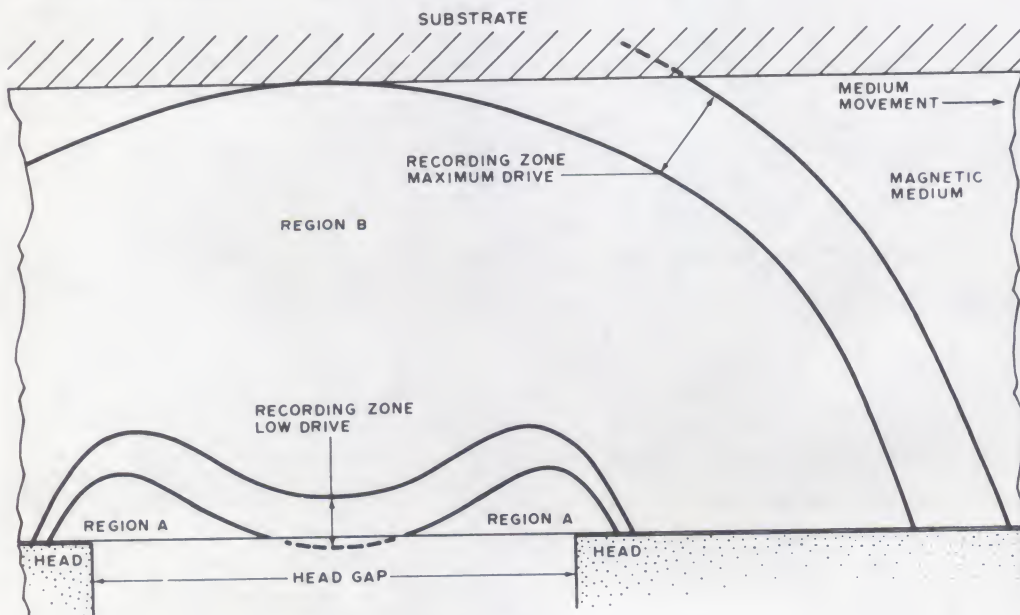 SUBSTRATE
MEDIUM
MOVEMENT
RECORDING ZONE
MAXIMUM DRIVE
MAGNETIC
MEDIUM
REGION B
RECORDING ZONE
LOW DRIVE
REGION A
REGION A
HEAD
HEAD
HEAD GAP